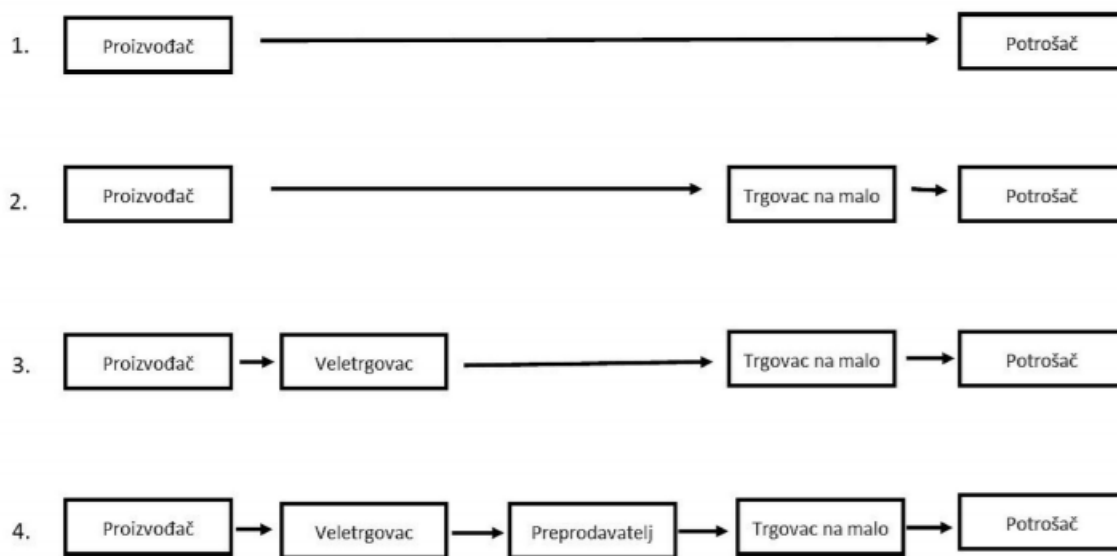 1. Proizvođač Potrošač
2. Proizvođač Trgovac na malo Potrošač
3. Proizvođač Veletrgovac Trgovac na malo Potrošač
4. Proizvođač Veletrgovac Preprodavatelj Trgovac na malo Potrošač